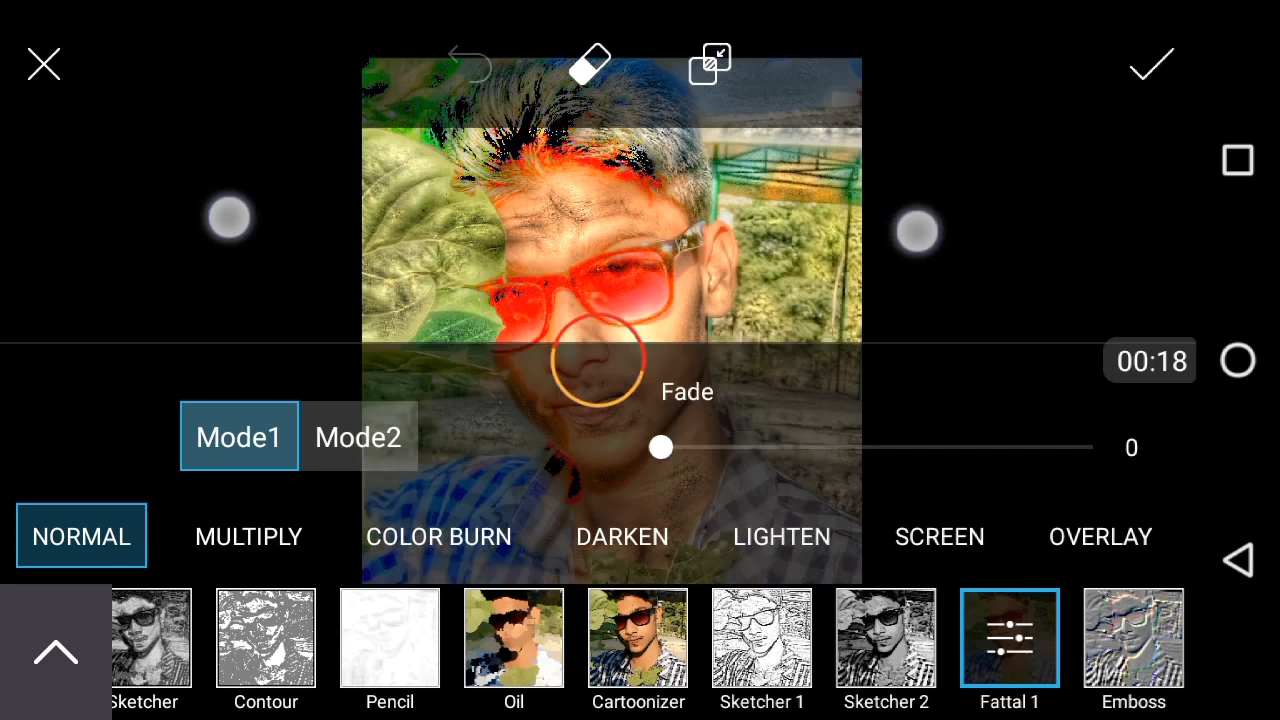 00:18
Fade
Mode1 Mode2 0
NORMAL MULTIPLY COLOR BURN DARKEN LIGHTEN SCREEN OVERLAY
Sketcher Contour Pencil Oil Cartoonizer Sketcher 1 Sketcher 2 Fattal 1 Emboss